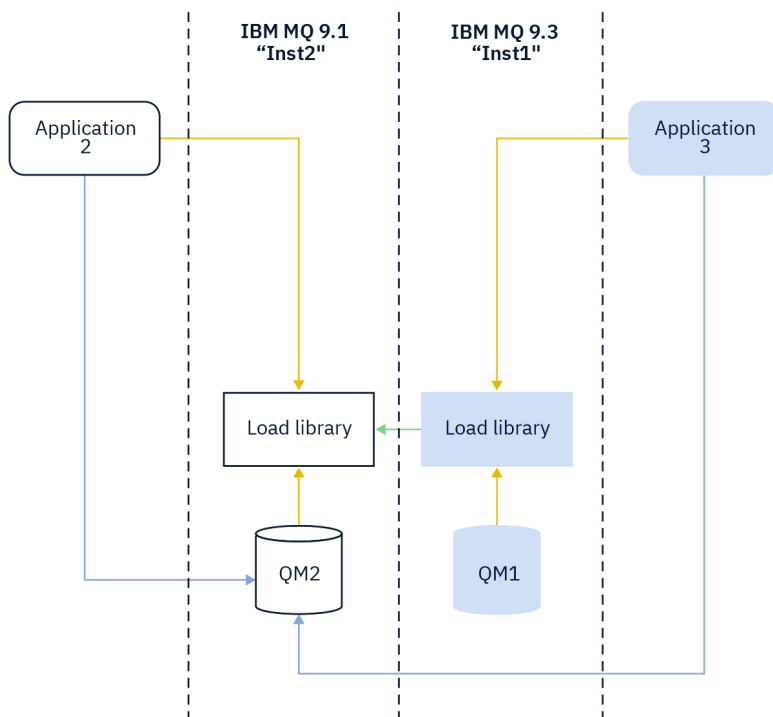 IBM MQ 9.1
“Inst2"
IBM MQ 9.3
“Inst1"
Application
2
Application
3
Load library
Load library
QM2
QM1